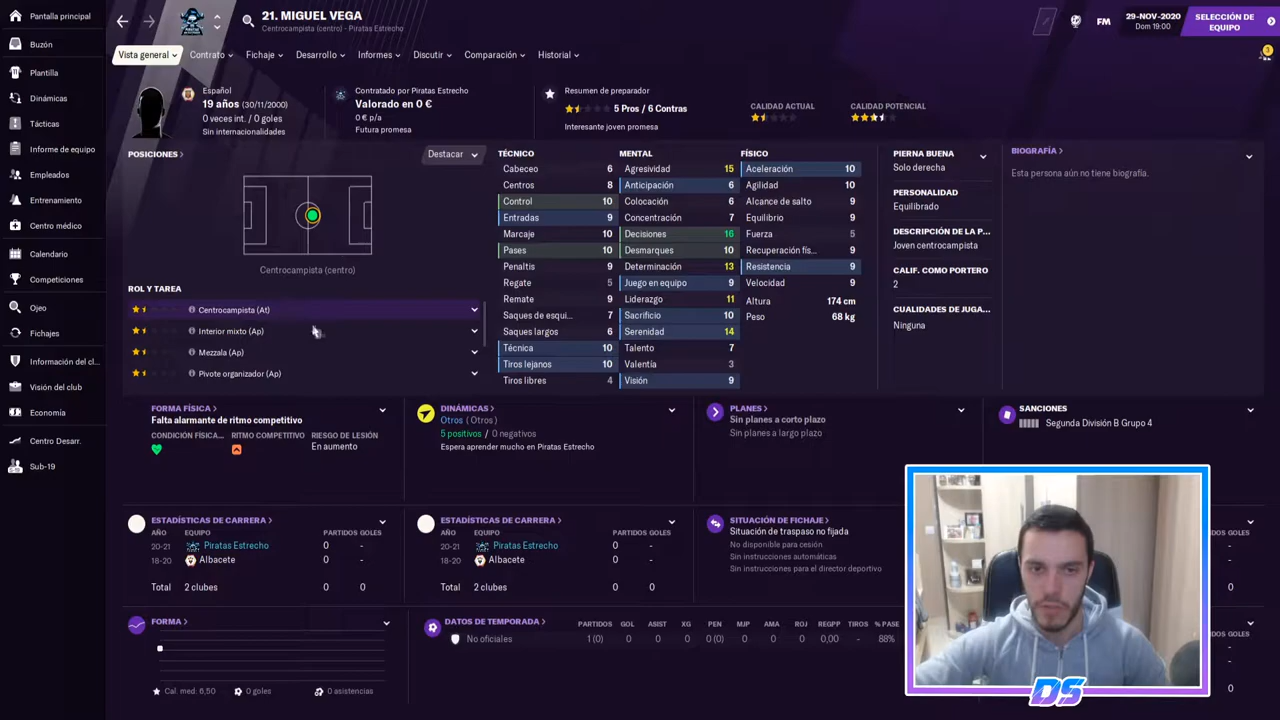 Pantalla principal
Buzón
Plantilla
Dinámicas
Tácticas
Informe de equipo
Empleados
Entrenamiento
Centro médico
Calendario
Competiciones
Ojeo
Fichajes
Información del cl...
Visión del club
Economía
Centro Desarr.
Sub-19
21. MIGUEL VEGA
Centrocampista (centro) - Piratas Estrecho
FM
29-NOV-2020
Dom 19:00
SELECCIÓN DE
EQUIPO
1
Vista general
Contrato
Fichaje
Desarrollo
Informes
Discutir
Comparación
Historial
Español
19 años (30/11/2000)
0 veces int. / 0 goles
Sin internacionalidades
Contratado por Piratas Estrecho
Valorado en 0 €
0 € p/a
Futura promesa
Resumen de preparador
5 Pros / 6 Contras
Interesante joven promesa
CALIDAD ACTUAL
CALIDAD POTENCIAL
POSICIONES
Destacar
Centrocampista (centro)
ROL Y TAREA
Centrocampista (At)
Interior mixto (Ap)
Mezzala (Ap)
Pivote organizador (Ap)
TÉCNICO
Cabeceo 6
Centros 8
Control 10
Entradas 9
Marcaje 10
Pases 10
Penaltis 9
Regate 5
Remate 9
Saques de esqui... 7
Saques largos 6
Técnica 10
Tiros lejanos 10
Tiros libres 4
MENTAL
Agresividad 15
Anticipación 6
Colocación 6
Concentración 7
Decisiones 16
Desmarques 10
Determinación 13
Juego en equipo 9
Liderazgo 11
Sacrificio 10
Serenidad 14
Talento 7
Valentía 3
Visión 9
FÍSICO
Aceleración 10
Agilidad 10
Alcance de salto 9
Equilibrio 9
Fuerza 5
Recuperación fís... 9
Resistencia 9
Velocidad 9
Altura 174 cm
Peso 68 kg
PIERNA BUENA
Solo derecha
PERSONALIDAD
Equilibrado
DESCRIPCIÓN DE LA P...
Joven centrocampista
CALIF. COMO PORTERO
2
CUALIDADES DE JUGA...
Ninguna
BIOGRAFÍA
Esta persona aún no tiene biografía.
FORMA FÍSICA
Falta alarmante de ritmo competitivo
CONDICIÓN FÍSICA... RITMO COMPETITIVO RIESGO DE LESIÓN
En aumento
DINÁMICAS
Otros (Otros)
5 positivos / 0 negativos
Espera aprender mucho en Piratas Estrecho
PLANES
Sin planes a corto plazo
Sin planes a largo plazo
SANCIONES
Segunda División B Grupo 4
ESTADÍSTICAS DE CARRERA
AÑO EQUIPO PARTIDOS GOLES
20-21 Piratas Estrecho 0 -
18-20 Albacete 0 -
Total 2 clubes 0 0
ESTADÍSTICAS DE CARRERA
AÑO EQUIPO PARTIDOS GOLES
20-21 Piratas Estrecho 0 -
18-20 Albacete 0 -
Total 2 clubes 0 0
SITUACIÓN DE FICHAJE
Situación de traspaso no fijada
No disponible para cesión
Sin instrucciones automáticas
Sin instrucciones para el director deportivo
GOLES
-
-
0
FORMA
Cal. med: 6,50 0 goles 0 asistencias
DATOS DE TEMPORADA PARTIDOS GOL ASIST XG PEN MJP AMA ROJ REGPP TIROS % PASE
No oficiales 1 (0) 0 0 0 0 (0) 0 0 0 0,00 - 88%
GOLES
-
-
0
DS